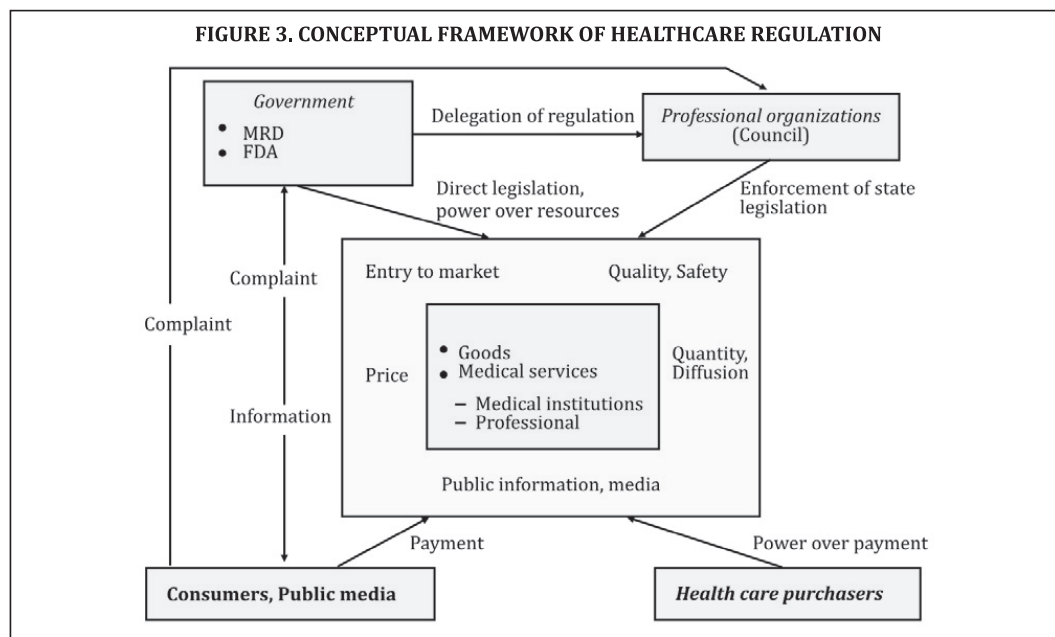 FIGURE 3. CONCEPTUAL FRAMEWORK OF HEALTHCARE REGULATION
Government
• MRD
• FDA
Delegation of regulation
Professional organizations
(Council)
Direct legislation,
power over resources
Enforcement of state
legislation
Complaint
Complaint
Information
Entry to market
Quality, Safety
Price
• Goods
• Medical services
– Medical institutions
– Professional
Quantity,
Diffusion
Public information, media
Payment
Power over payment
Consumers, Public media
Health care purchasers